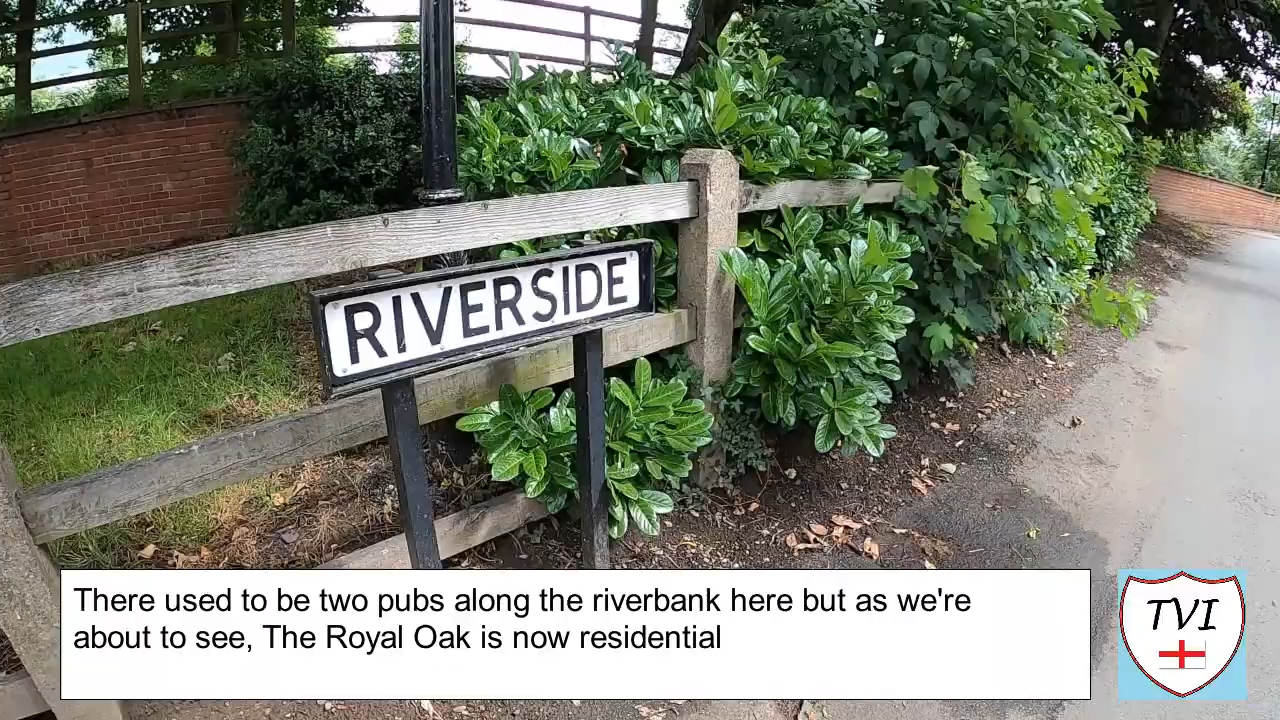 RIVERSIDE
There used to be two pubs along the riverbank here but as we're
about to see, The Royal Oak is now residential
TVI